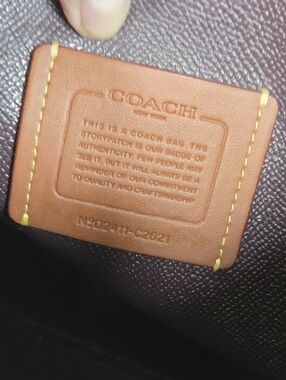 COACH
NEW YORK
THIS IS A COACH BAG. THE
STORYPATCH IS OUR BADGE OF
AUTHENTICITY. FEW PEOPLE MAY
SEE IT, BUT IT WILL ALWAYS BE A
REMINDER OF OUR COMMITMENT
TO QUALITY AND CRAFTSMANSHIP.
Nº D2411-C2621